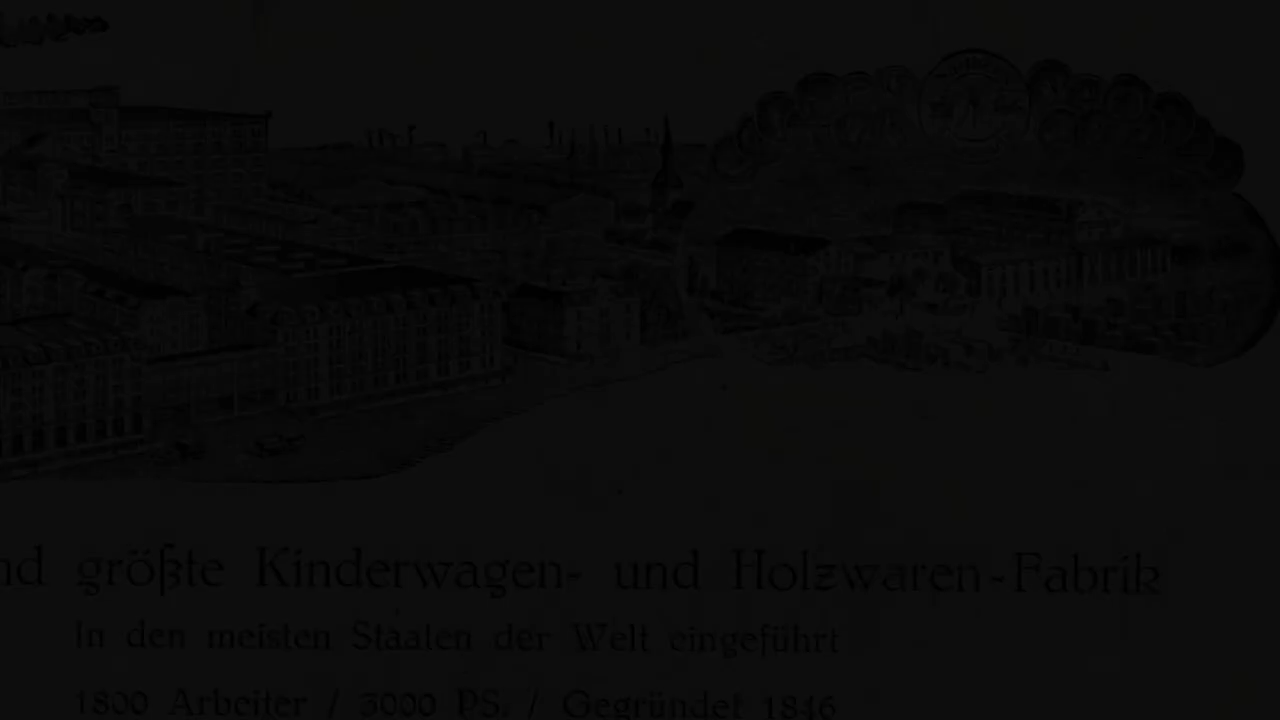 größte Kinderwagen- und Holzwaren-Fabrik
In den meisten Staaten der Welt eingeführt
1800 Arbeiter / 3000 PS. / Gegründet 1846